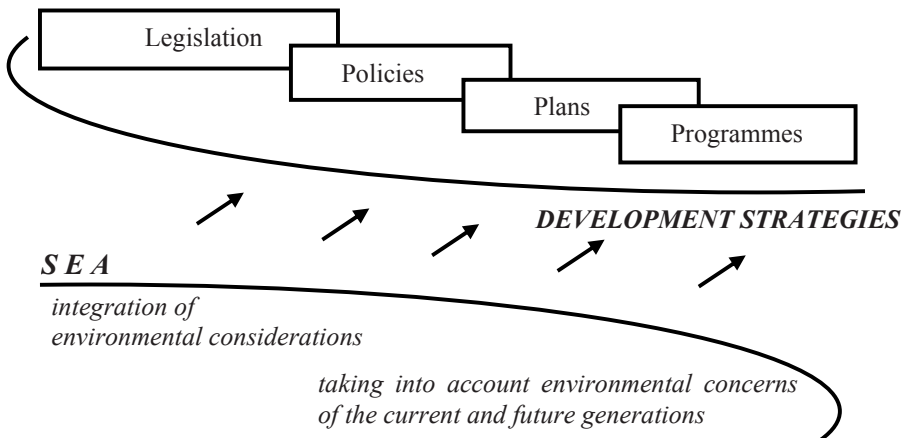 Legislation
Policies
Plans
Programmes
DEVELOPMENT STRATEGIES
S E A
integration of
environmental considerations
taking into account environmental concerns
of the current and future generations